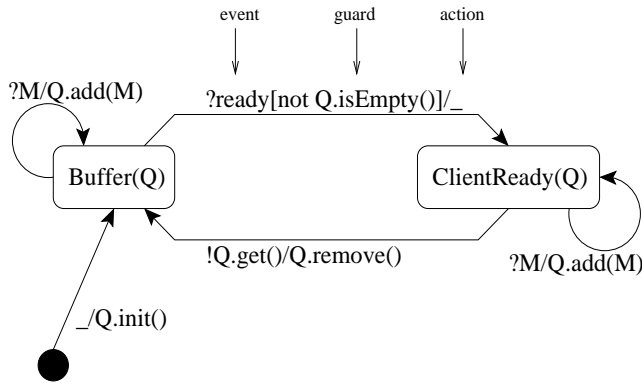 event guard action
?ready[not Q.isEmpty()]/_
?M/Q.add(M)
Buffer(Q) ClientReady(Q)
!Q.get()/Q.remove()
?M/Q.add(M)
_/Q.init()